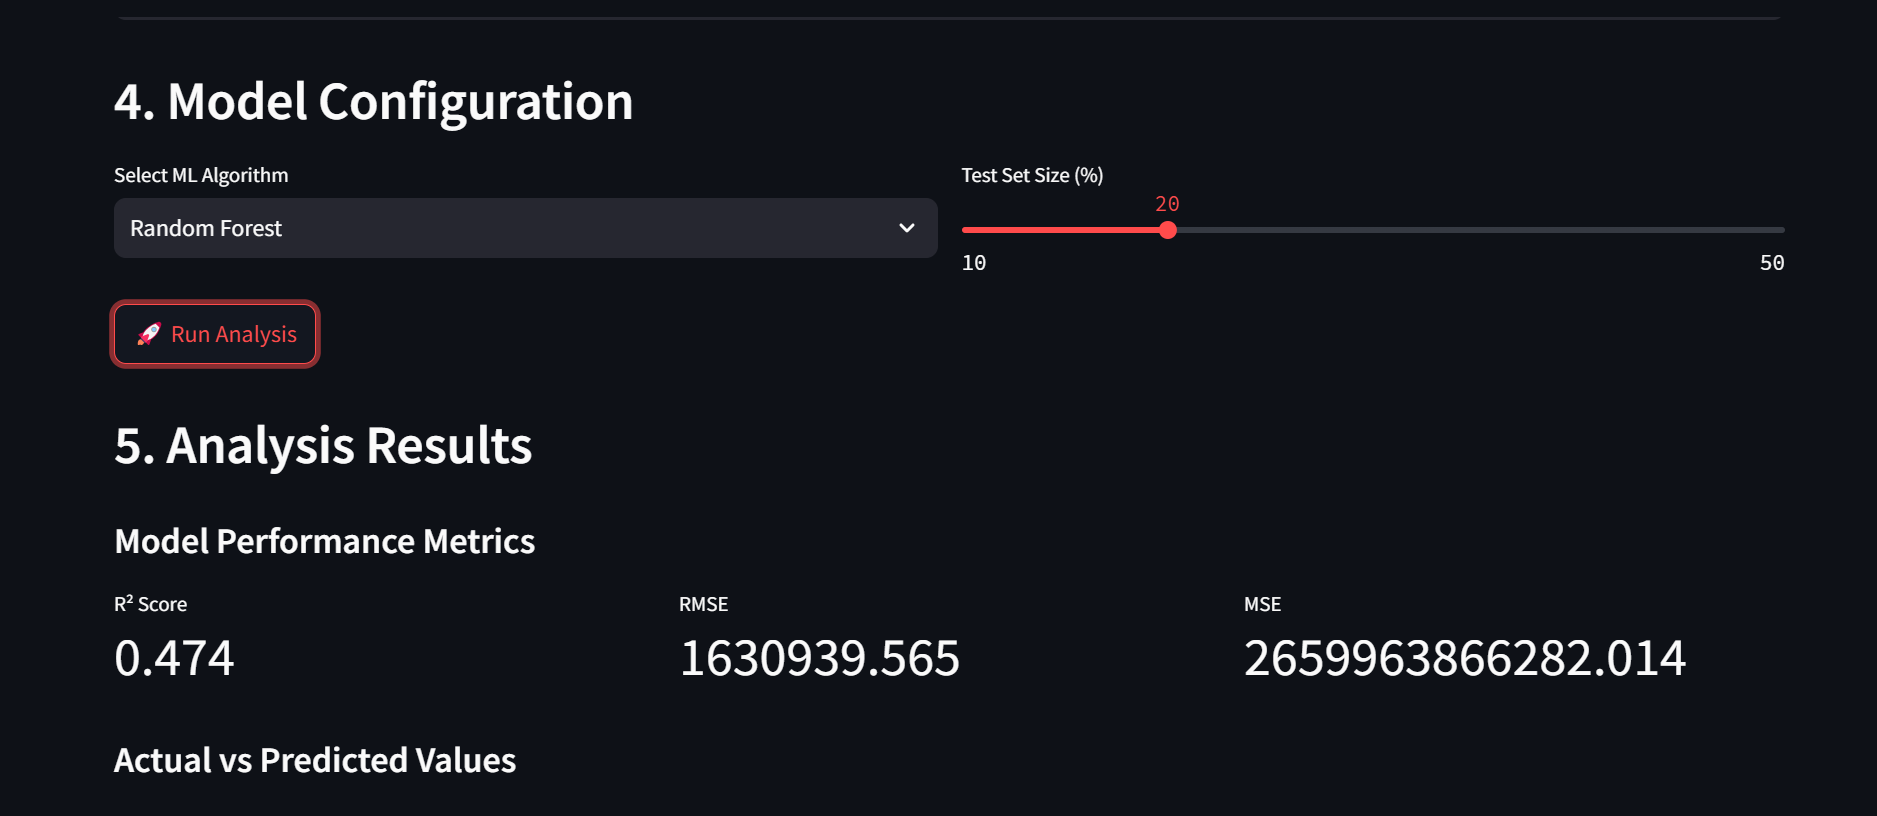 4. Model Configuration
Select ML Algorithm
Random Forest
Test Set Size (%)
20
10
50
🚀 Run Analysis
5. Analysis Results
Model Performance Metrics
R² Score
0.474
RMSE
1630939.565
MSE
2659963866282.014
Actual vs Predicted Values